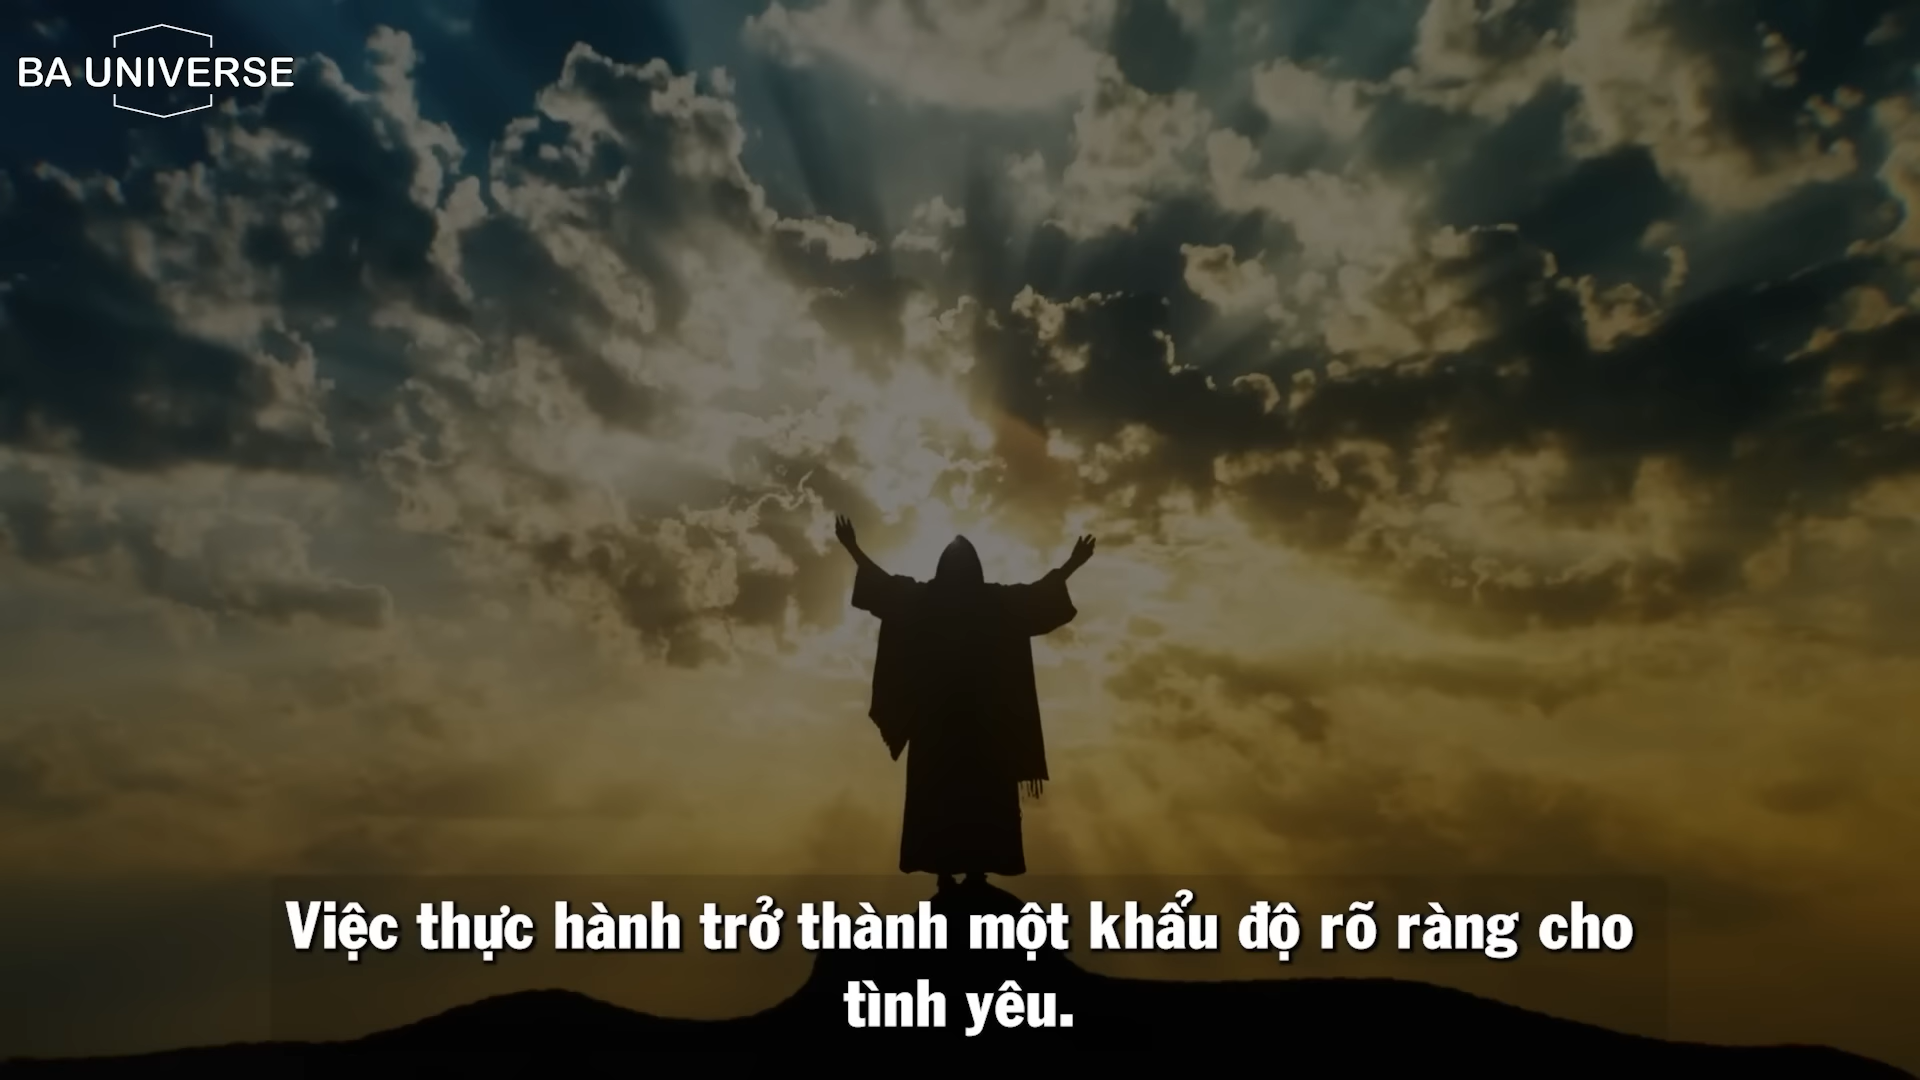 BA UNIVERSE
Việc thực hành trở thành một khẩu độ rõ ràng cho
tình yêu.